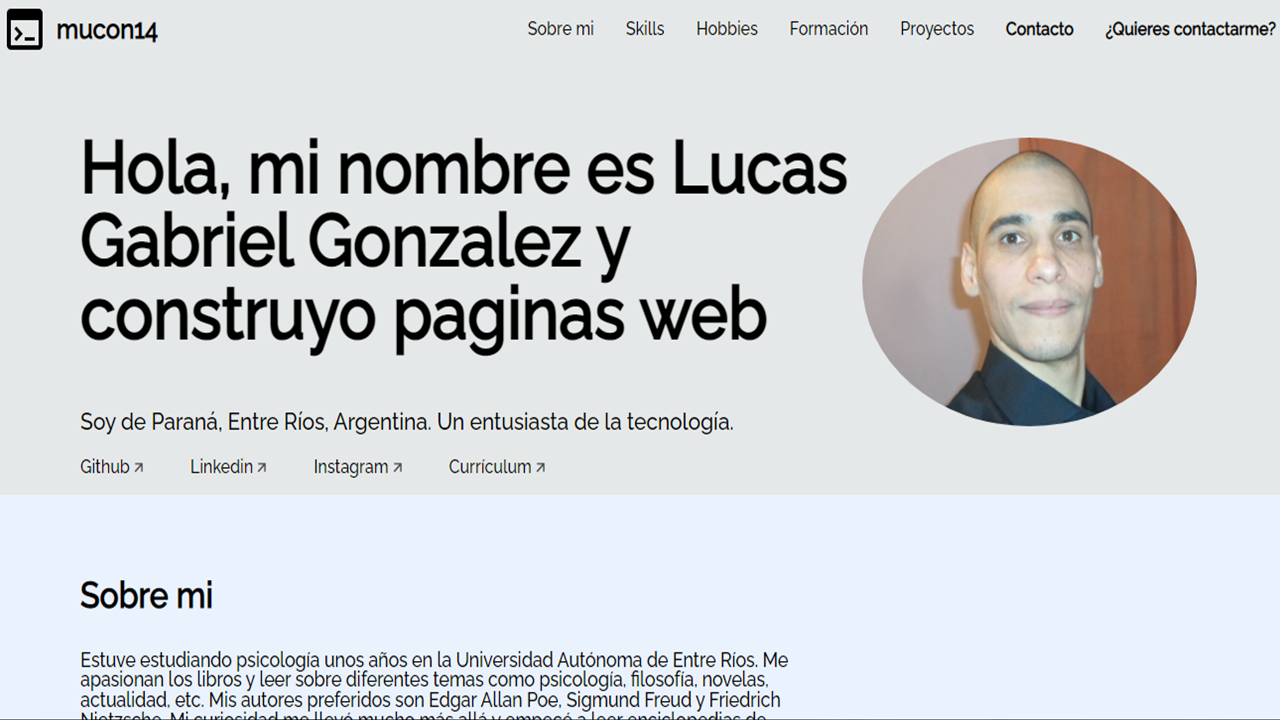 mucon14
Sobre mi Skills Hobbies Formación Proyectos Contacto ¿Quieres contactarme?
Hola, mi nombre es Lucas
Gabriel Gonzalez y
construyo paginas web
Soy de Paraná, Entre Ríos, Argentina. Un entusiasta de la tecnología.
Github Linkedin Instagram Currículum
Sobre mi
Estuve estudiando psicología unos años en la Universidad Autónoma de Entre Ríos. Me
apasionan los libros y leer sobre diferentes temas como psicología, filosofía, novelas,
actualidad, etc. Mis autores preferidos son Edgar Allan Poe, Sigmund Freud y Friedrich
Nietzsche. Mi curiosidad me llevó mucho más allá y empecé a leer enciclopedias de